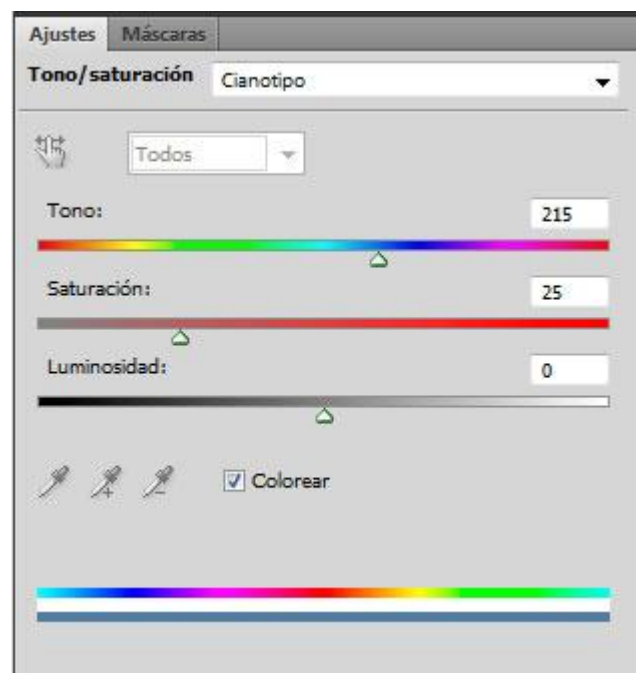 Ajustes Máscaras
Tono/saturación Cianotipo
Todos
Tono: 215
Saturación: 25
Luminosidad: 0
Colorear